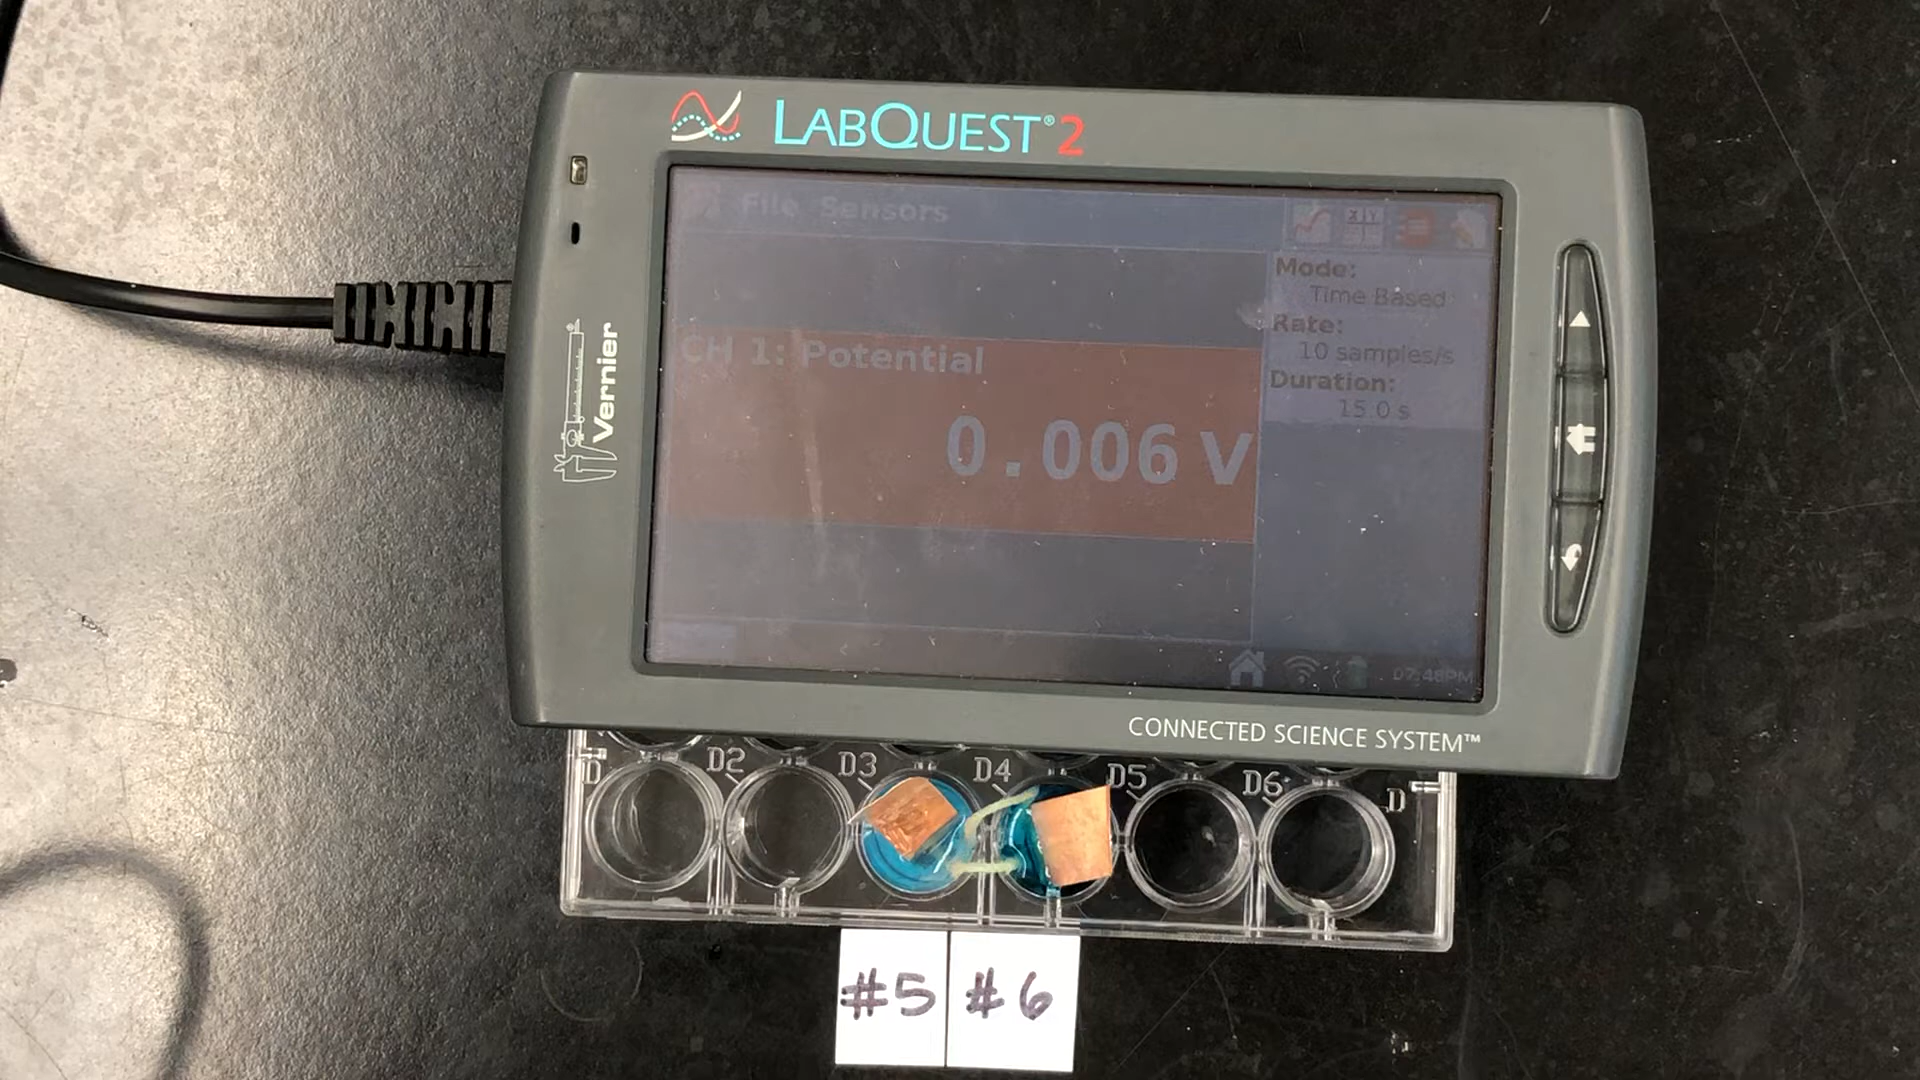 LABQUEST® 2
File Sensors
X Y
Mode:
Time Based
Rate:
10 samples/s
Duration:
15.0 s
CH 1: Potential
0.006 V
07:48PM
Vernier®
CONNECTED SCIENCE SYSTEM™
D D2 D3 D4 D5 D6 D
#5 #6